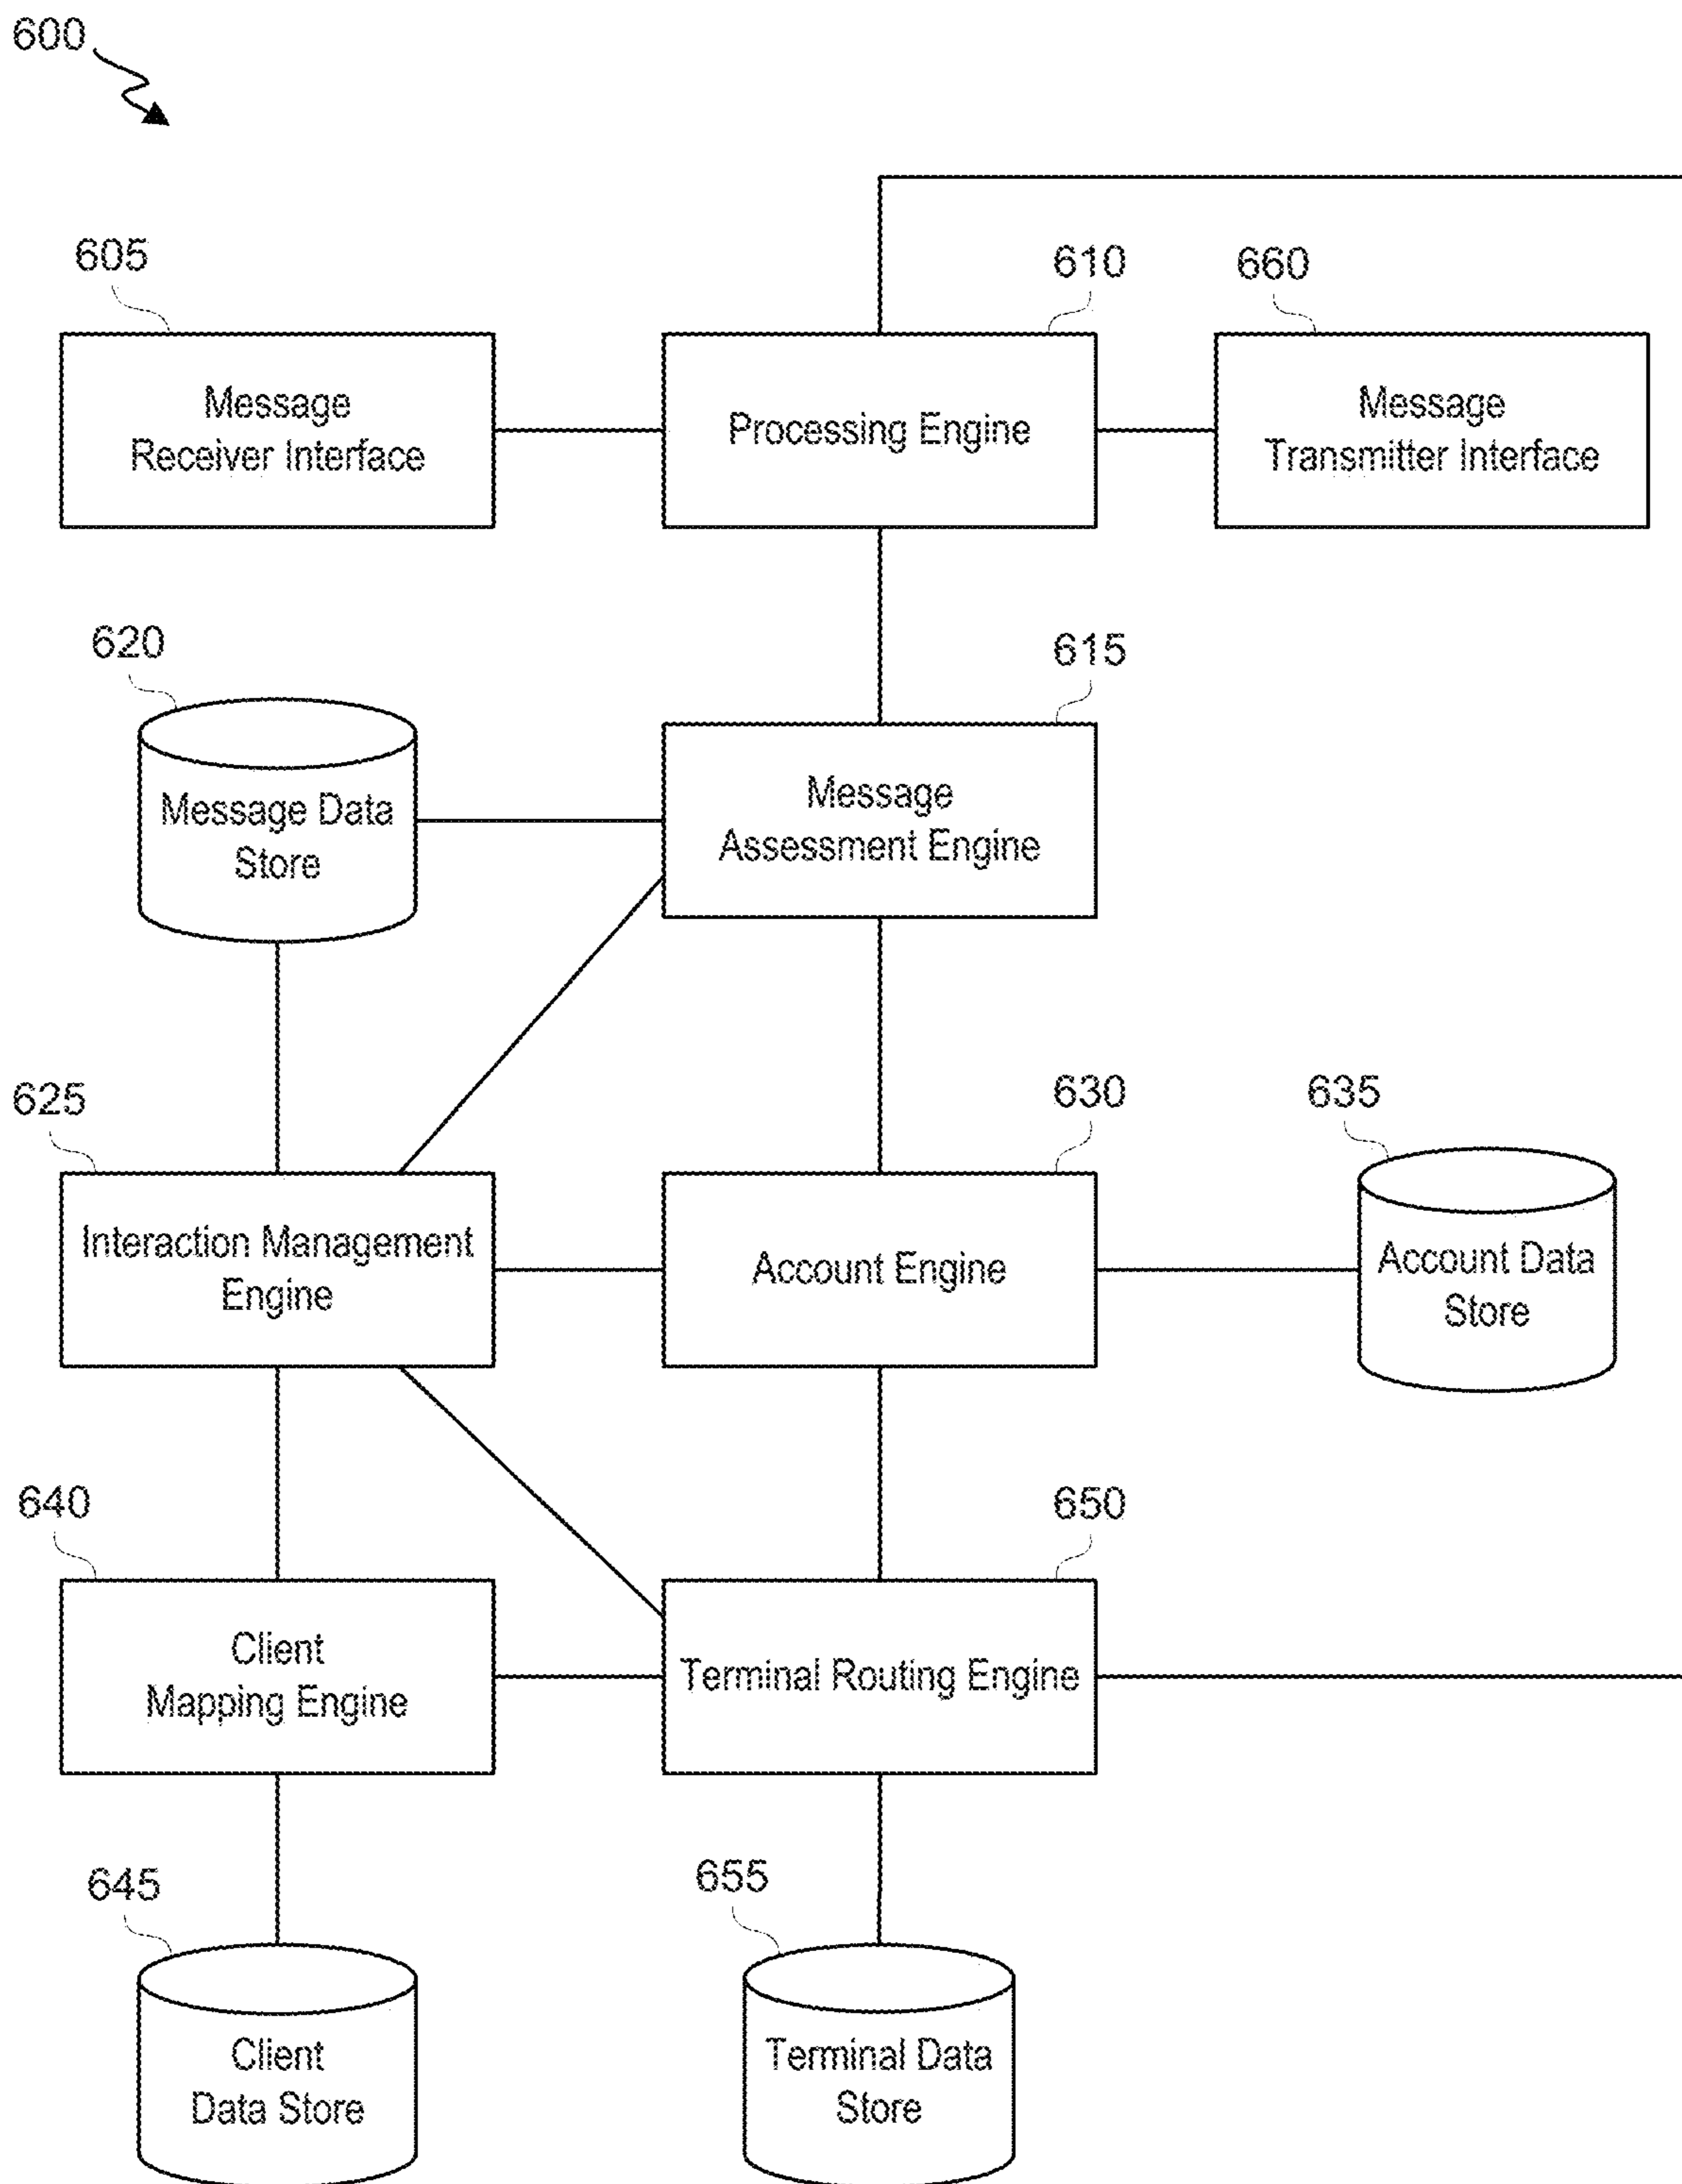 600
605
610
660
Message
Receiver Interface
Processing Engine
Message
Transmitter Interface
620
615
Message Data
Store
Message
Assessment Engine
625
630
635
Interaction Management
Engine
Account Engine
Account Data
Store
640
650
Client
Mapping Engine
Terminal Routing Engine
645
655
Client
Data Store
Terminal Data
Store